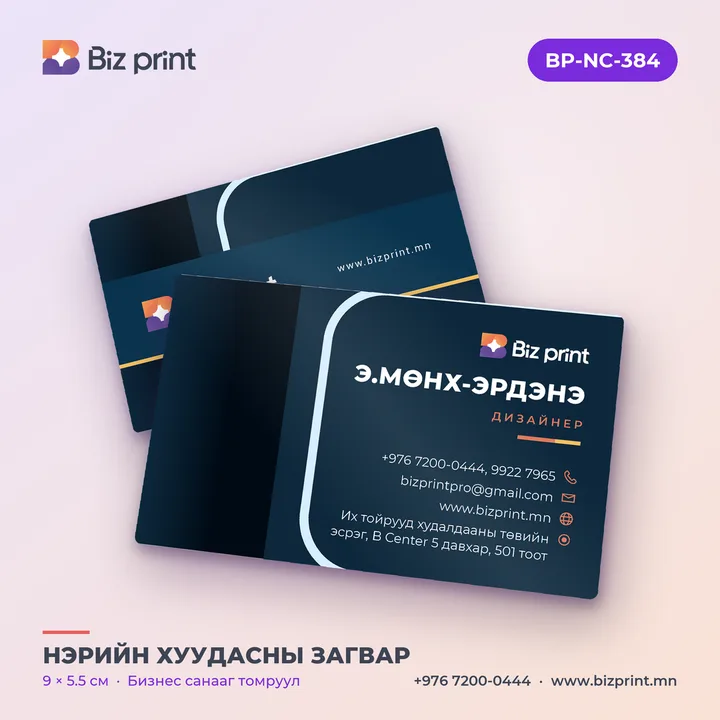 Biz print
BP-NC-384
www.bizprint.mn
Biz print
Э.МӨНХ-ЭРДЭНЭ
ДИЗАЙНЕР
+976 7200-0444, 9922 7965
bizprintpro@gmail.com
www.bizprint.mn
Их тойрууд худалдааны төвийн
эсрэг, B Center 5 давхар, 501 тоот
НЭРИЙН ХУУДАСНЫ ЗАГВАР
9 × 5.5 см · Бизнес санааг томруул
+976 7200-0444 · www.bizprint.mn